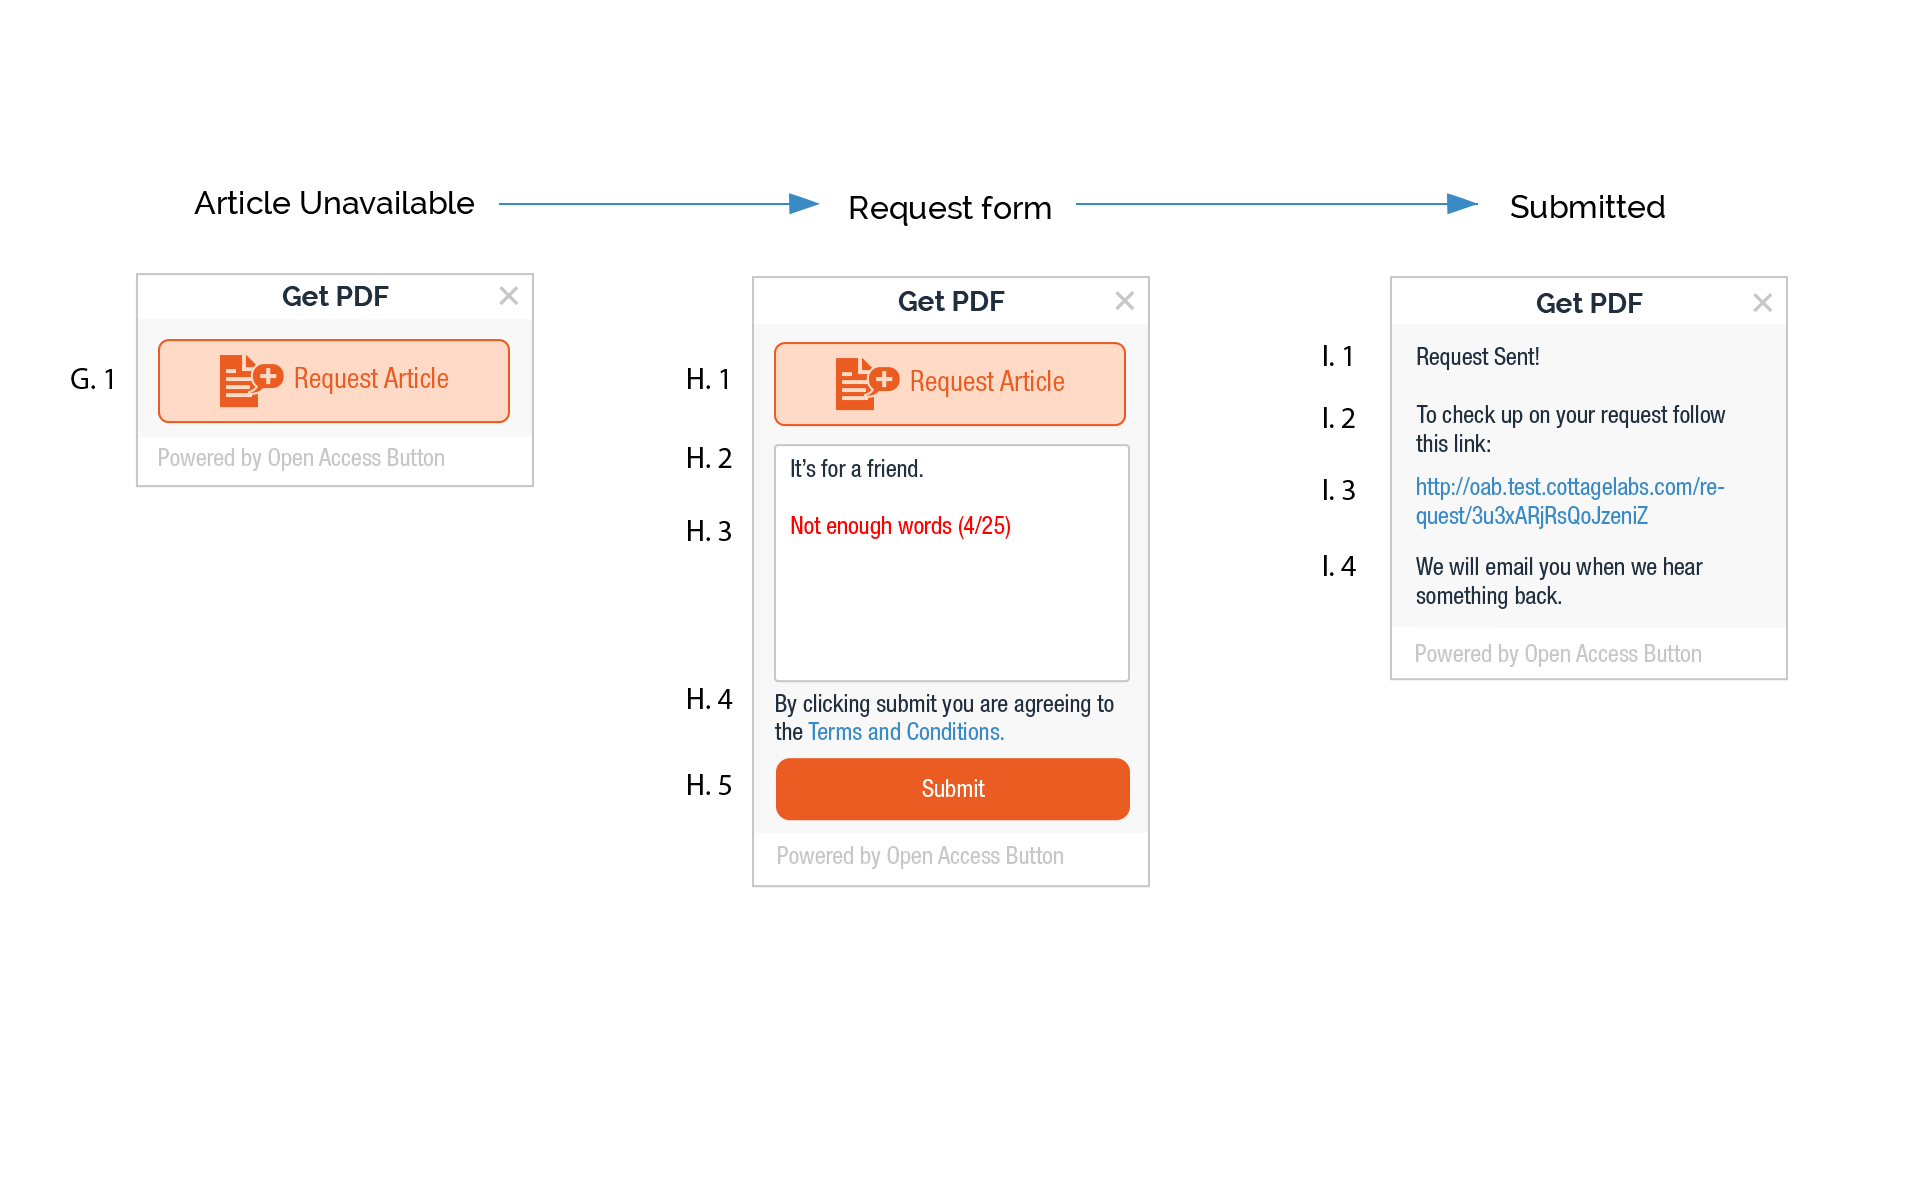 Article Unavailable
Request form
Submitted
Get PDF
G. 1
Request Article
Powered by Open Access Button
Get PDF
H. 1
Request Article
H. 2
It's for a friend.
H. 3
Not enough words (4/25)
H. 4
By clicking submit you are agreeing to
the Terms and Conditions.
H. 5
Submit
Powered by Open Access Button
Get PDF
I. 1
Request Sent!
I. 2
To check up on your request follow
this link:
I. 3
http://oab.test.cottagelabs.com/re-
quest/3u3xARjRsQoJzeniZ
I. 4
We will email you when we hear
something back.
Powered by Open Access Button